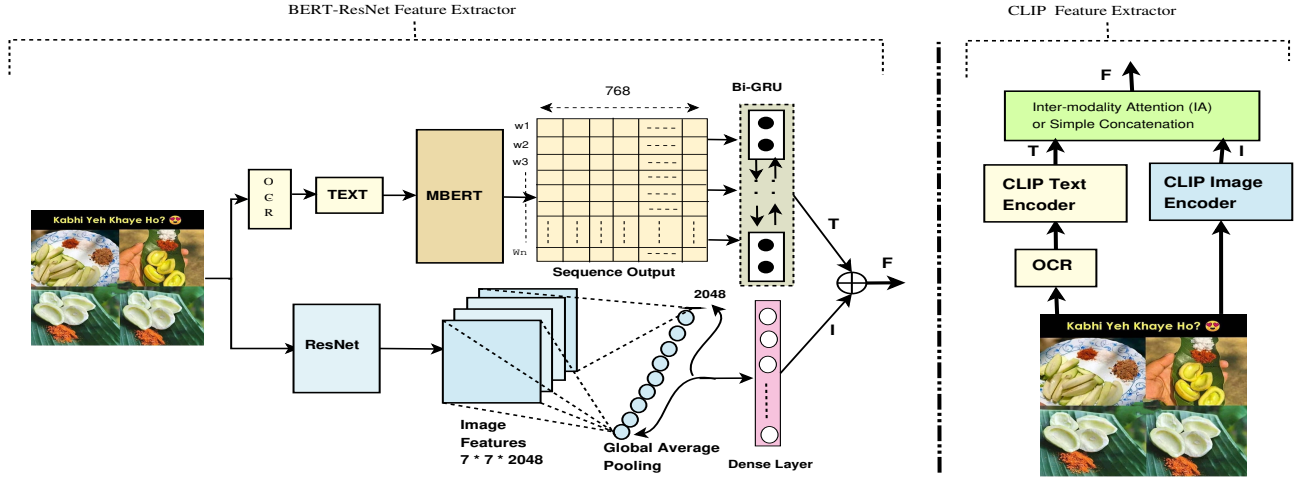 BERT-ResNet Feature Extractor
CLIP Feature Extractor
768
Bi-GRU
w1
w2
w3
Wn
O
C
R
TEXT
MBERT
Sequence Output
Kabhi Yeh Khaye Ho? 😍
T
F
I
ResNet
2048
Image
Features
7 * 7 * 2048
Global Average
Pooling
Dense Layer
F
Inter-modality Attention (IA)
or Simple Concatenation
T
I
CLIP Text
Encoder
CLIP Image
Encoder
OCR
Kabhi Yeh Khaye Ho? 😍